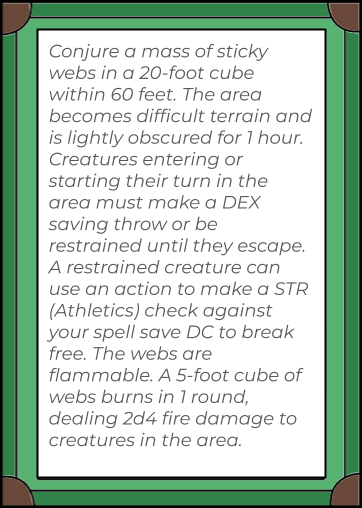 Conjure a mass of sticky
webs in a 20-foot cube
within 60 feet. The area
becomes difficult terrain and
is lightly obscured for 1 hour.
Creatures entering or
starting their turn in the
area must make a DEX
saving throw or be
restrained until they escape.
A restrained creature can
use an action to make a STR
(Athletics) check against
your spell save DC to break
free. The webs are
flammable. A 5-foot cube of
webs burns in 1 round,
dealing 2d4 fire damage to
creatures in the area.